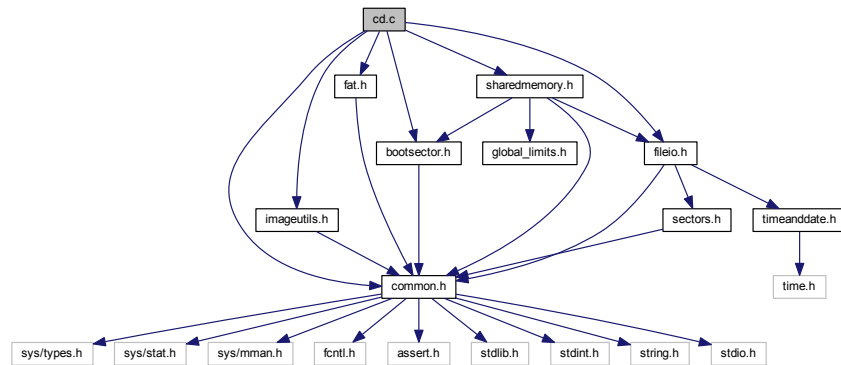 cd.c
fat.h
sharedmemory.h
bootsector.h
global_limits.h
fileio.h
imageutils.h
sectors.h
timeanddate.h
common.h
time.h
sys/types.h
sys/stat.h
sys/mman.h
fcntl.h
assert.h
stdlib.h
stdint.h
string.h
stdio.h